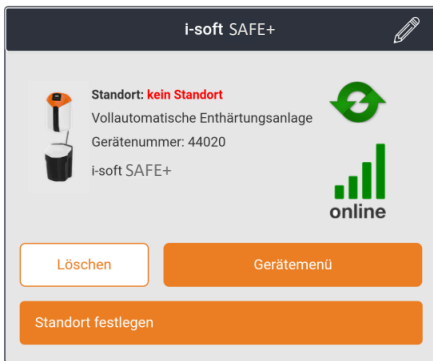 i-soft SAFE+
Standort: kein Standort
Vollautomatische Enthärtungsanlage
Gerätenummer: 44020
i-soft SAFE+
online
Löschen
Gerätemenü
Standort festlegen